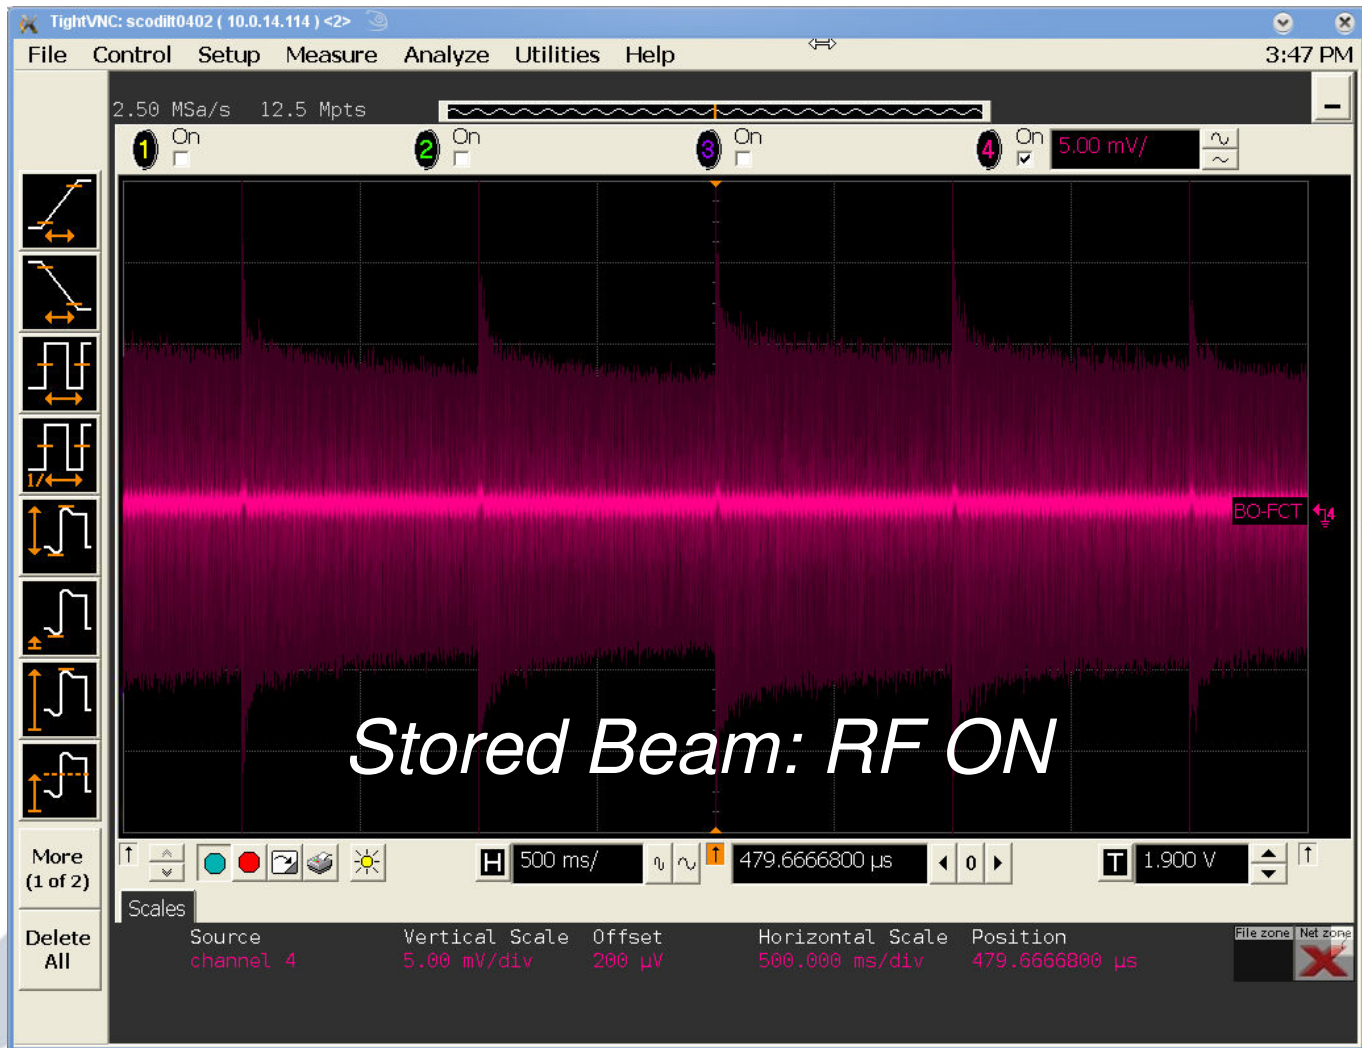 TightVNC: scodilt0402 ( 10.0.14.114 ) <2>
File Control Setup Measure Analyze Utilities Help 3:47 PM
2.50 MSa/s 12.5 Mpts
1 On 2 On 3 On 4 On 5.00 mV/
1/
BO-FCT 4
Stored Beam: RF ON
More
(1 of 2)
H 500 ms/ 479.6666800 µs 0 T 1.900 V
Scales
Delete
All
Source Vertical Scale Offset Horizontal Scale Position
channel 4 5.00 mV/div 200 µV 500.000 ms/div 479.6666800 µs
File zone Net zone